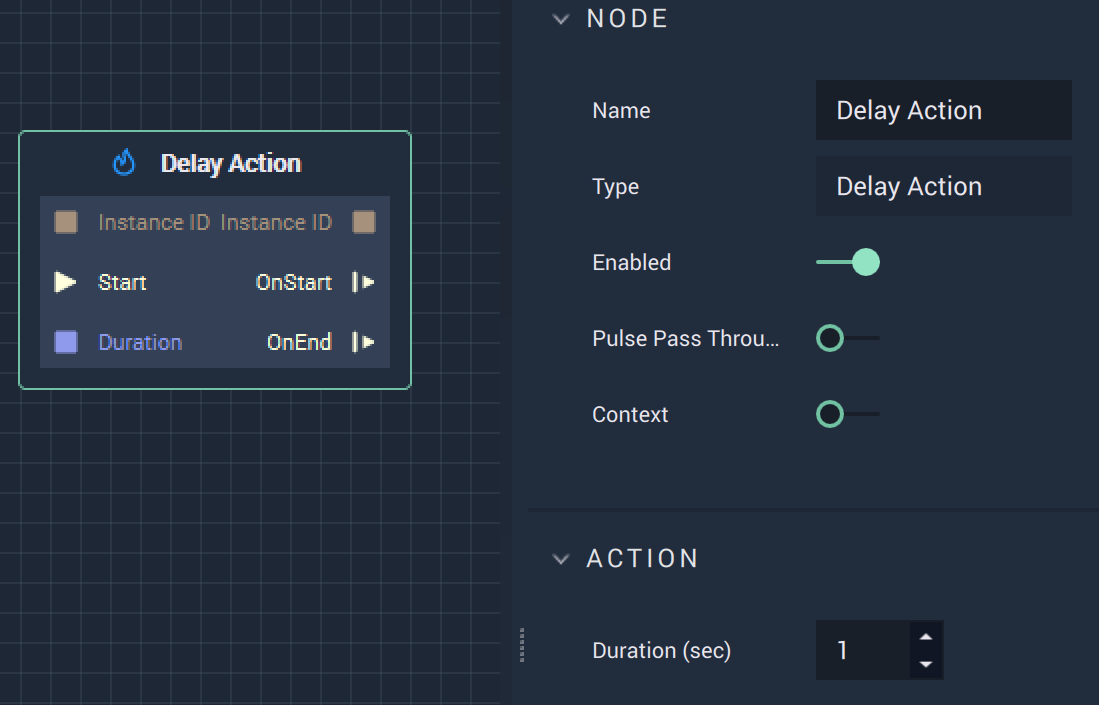 Delay Action
Instance ID Instance ID
Start OnStart
Duration OnEnd
NODE
Name Delay Action
Type Delay Action
Enabled
Pulse Pass Throu...
Context
ACTION
Duration (sec) 1